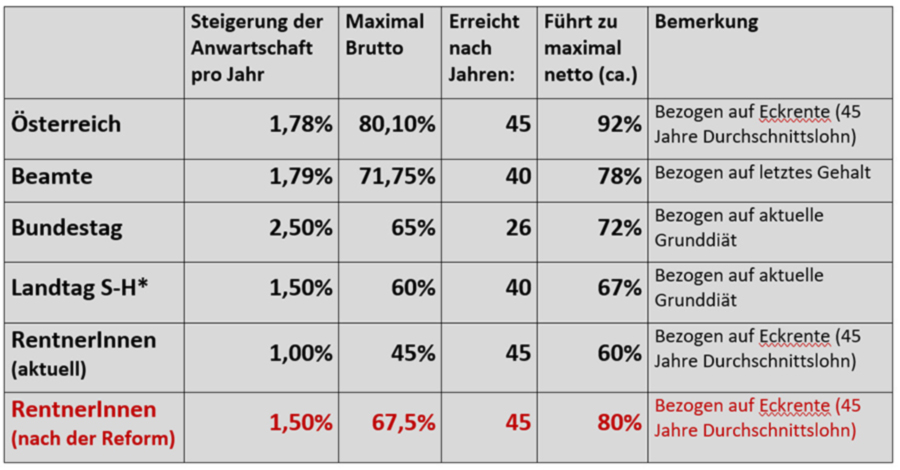 Steigerung der Anwartschaft pro Jahr Maximal Brutto Erreicht nach Jahren: Führt zu maximal netto (ca.) Bemerkung
Österreich 1,78% 80,10% 45 92% Bezogen auf Eckrente (45 Jahre Durchschnittslohn)
Beamte 1,79% 71,75% 40 78% Bezogen auf letztes Gehalt
Bundestag 2,50% 65% 26 72% Bezogen auf aktuelle Grunddiät
Landtag S-H* 1,50% 60% 40 67% Bezogen auf aktuelle Grunddiät
RentnerInnen (aktuell) 1,00% 45% 45 60% Bezogen auf Eckrente (45 Jahre Durchschnittslohn)
RentnerInnen (nach der Reform) 1,50% 67,5% 45 80% Bezogen auf Eckrente (45 Jahre Durchschnittslohn)